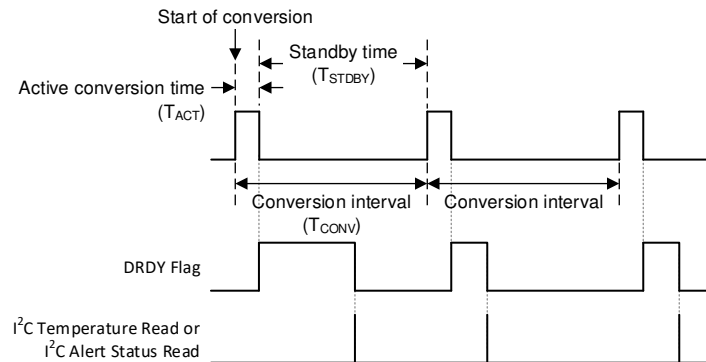 Start of conversion
Standby time
(TSTDBY)
Active conversion time
(TACT)
Conversion interval
(TCONV)
Conversion interval
DRDY Flag
I²C Temperature Read or
I²C Alert Status Read